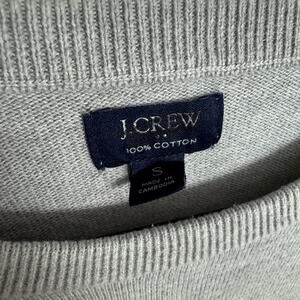 J.CREW
100% COTTON
S
MADE IN
CAMBODIA